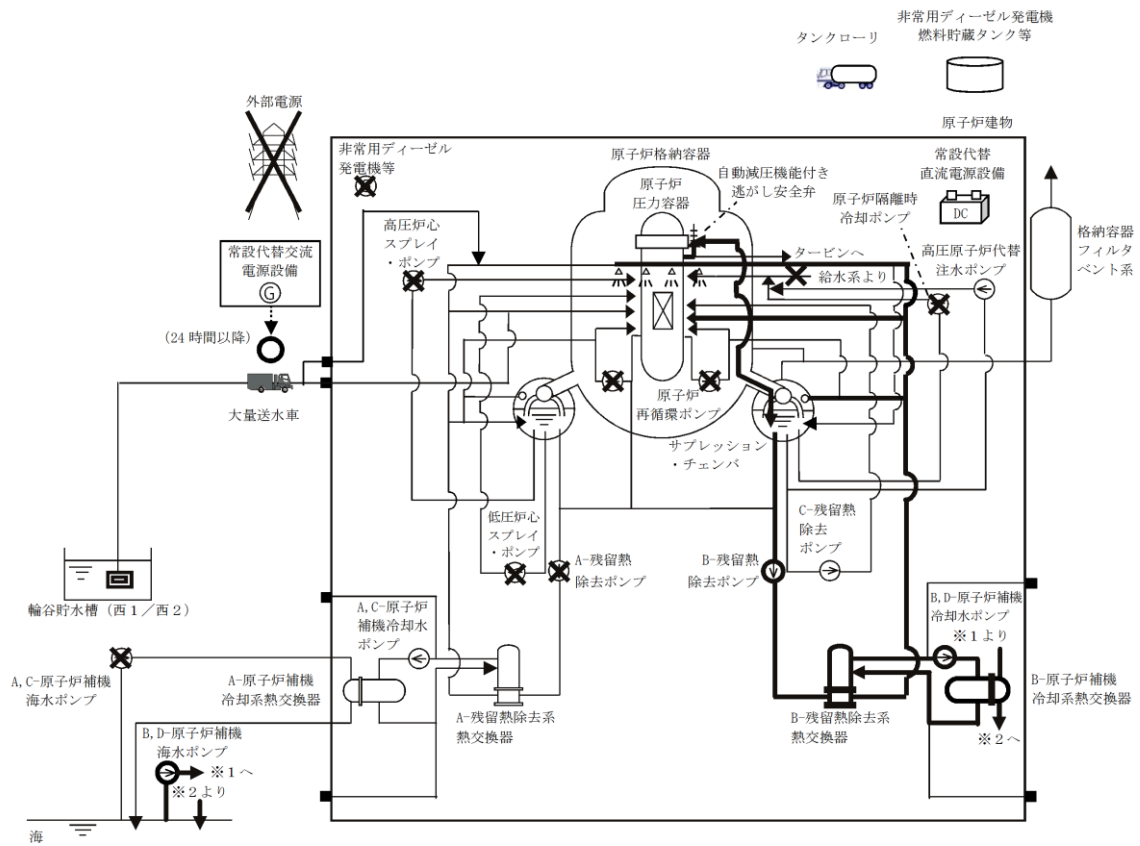 非常用ディーゼル発電機
燃料貯蔵タンク等
タンクローリ
外部電源
原子炉建物
非常用ディーゼル
発電機等
原子炉格納容器
原子炉
圧力容器
自動減圧機能付き
逃がし安全弁
常設代替
直流電源設備
DC
原子炉隔離時
冷却ポンプ
高圧炉心
スプレイ
・ポンプ
タービンへ
給水系より
高圧原子炉代替
注水ポンプ
格納容器
フィルタ
ベント系
常設代替交流
電源設備
G
(24時間以降)
大量送水車
原子炉
再循環ポンプ
サプレッション
・チェンバ
低圧炉心
スプレイ
・ポンプ
A-残留熱
除去ポンプ
B-残留熱
除去ポンプ
C-残留熱
除去
ポンプ
輪谷貯水槽(西1/西2)
A,C-原子炉
補機冷却水
ポンプ
B,D-原子炉補機
冷却水ポンプ
※1より
A,C-原子炉補機
海水ポンプ
A-原子炉補機
冷却系熱交換器
A-残留熱除去系
熱交換器
B-残留熱除去系
熱交換器
B-原子炉補機
冷却系熱交換器
※2へ
B,D-原子炉補機
海水ポンプ
※1へ
※2より
海